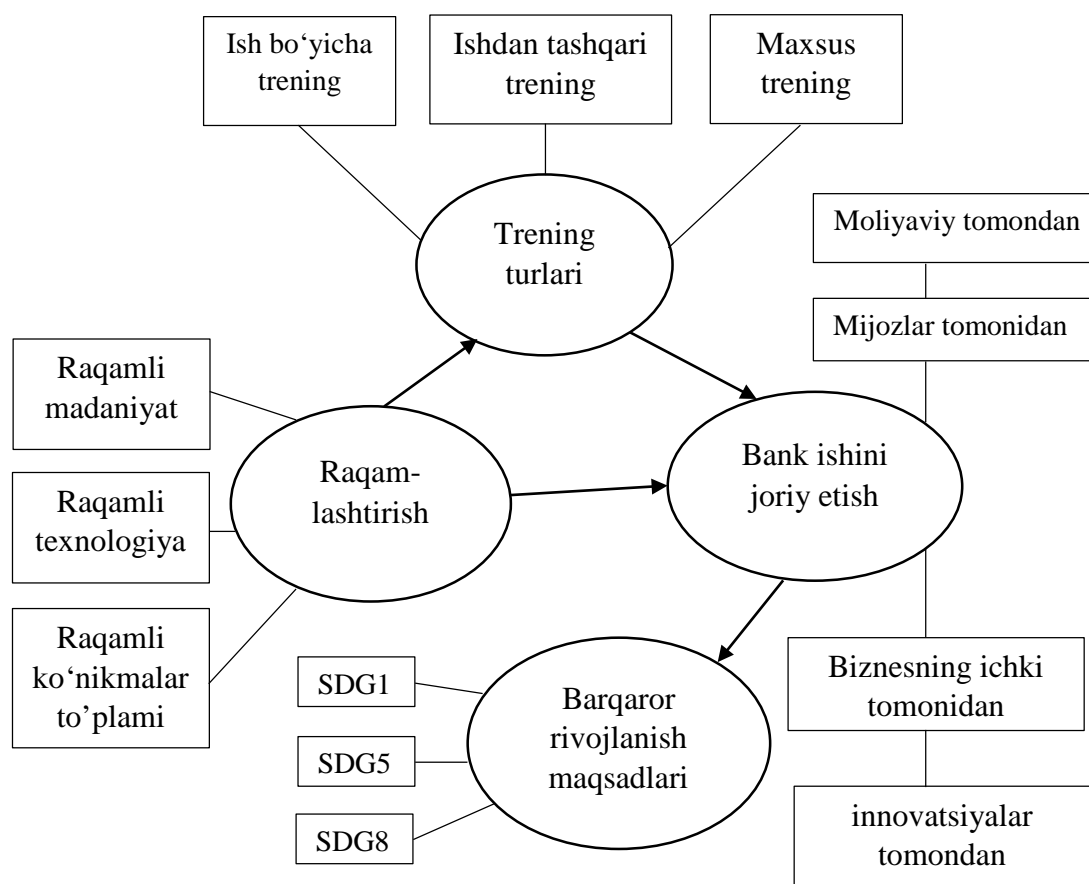 Ish bo‘yicha
trening
Ishdan tashqari
trening
Maxsus
trening
Trening
turlari
Moliyaviy tomondan
Mijozlar tomonidan
Raqamli
madaniyat
Raqamli
texnologiya
Raqamli
ko‘nikmalar
to’plami
Raqam-
lashtirish
Bank ishini
joriy etish
SDG1
SDG5
SDG8
Barqaror
rivojlanish
maqsadlari
Biznesning ichki
tomonidan
innovatsiyalar
tomondan